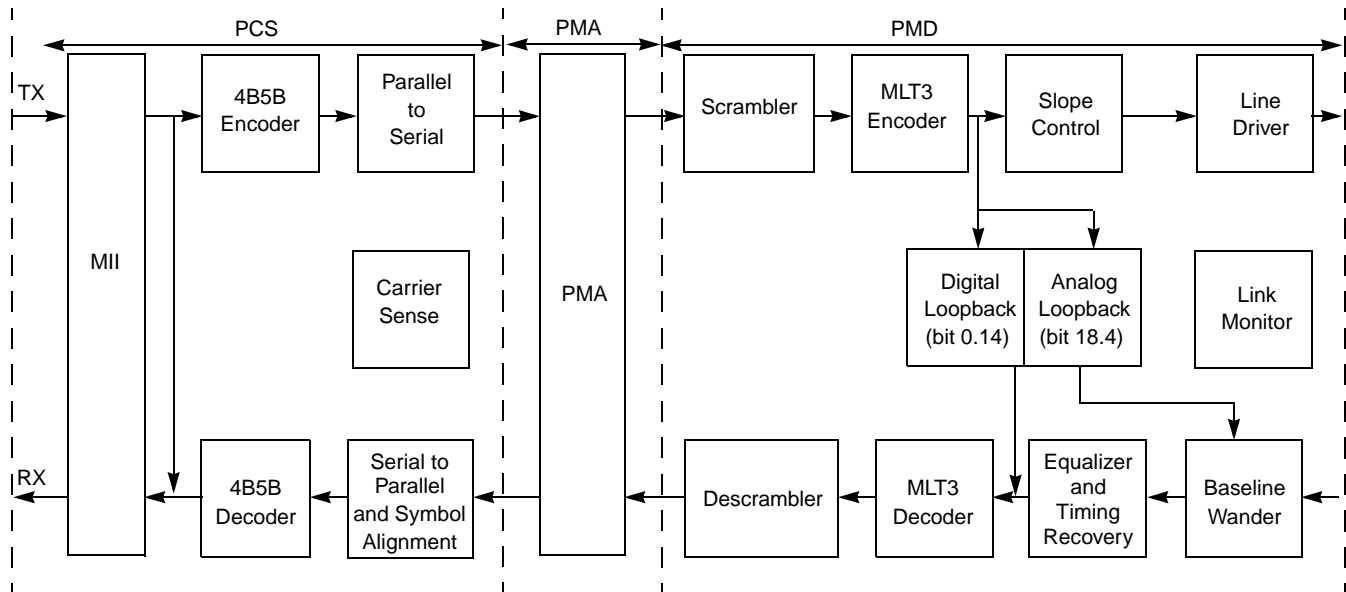 PCS
PMA
PMD
TX
4B5B
Encoder
Parallel
to
Serial
Scrambler
MLT3
Encoder
Slope
Control
Line
Driver
MII
Carrier
Sense
PMA
Digital
Loopback
(bit 0.14)
Analog
Loopback
(bit 18.4)
Link
Monitor
RX
4B5B
Decoder
Serial to
Parallel
and Symbol
Alignment
Descrambler
MLT3
Decoder
Equalizer
and
Timing
Recovery
Baseline
Wander